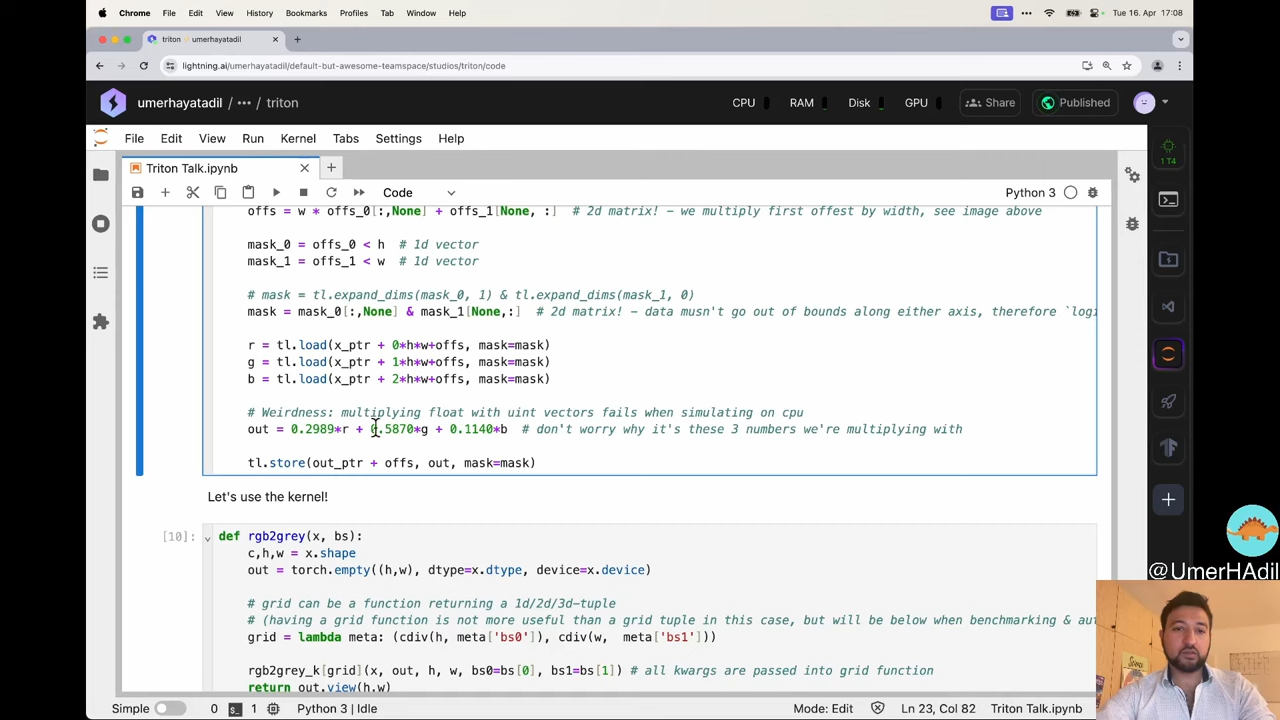 Chrome File Edit View History Bookmarks Profiles Tab Window Help Tue 16. Apr 17:08
triton umerhayatadil
lightning.ai/umerhayatadil/default-but-awesome-teamspace/studios/triton/code
umerhayatadil / ••• / triton CPU RAM Disk GPU Share Published
File Edit View Run Kernel Tabs Settings Help
1 T4
Triton Talk.ipynb
Code Python 3
offs = w * offs_0[:,None] + offs_1[None, :] # 2d matrix! - we multiply first offest by width, see image above
mask_0 = offs_0 < h # 1d vector
mask_1 = offs_1 < w # 1d vector
# mask = tl.expand_dims(mask_0, 1) & tl.expand_dims(mask_1, 0)
mask = mask_0[:,None] & mask_1[None,:] # 2d matrix! - data musn't go out of bounds along either axis, therefore `logi
r = tl.load(x_ptr + 0*h*w+offs, mask=mask)
g = tl.load(x_ptr + 1*h*w+offs, mask=mask)
b = tl.load(x_ptr + 2*h*w+offs, mask=mask)
# Weirdness: multiplying float with uint vectors fails when simulating on cpu
out = 0.2989*r + 0.5870*g + 0.1140*b # don't worry why it's these 3 numbers we're multiplying with
tl.store(out_ptr + offs, out, mask=mask)
Let's use the kernel!
[10]: def rgb2grey(x, bs):
c,h,w = x.shape
out = torch.empty((h,w), dtype=x.dtype, device=x.device)
# grid can be a function returning a 1d/2d/3d-tuple
# (having a grid function is not more useful than a grid tuple in this case, but will be below when benchmarking & au
grid = lambda meta: (cdiv(h, meta['bs0']), cdiv(w, meta['bs1']))
rgb2grey_k[grid](x, out, h, w, bs0=bs[0], bs1=bs[1]) # all kwargs are passed into grid function
return out.view(h,w)
@UmerHAdil
Simple 0 1 Python 3 | Idle Mode: Edit Ln 23, Col 82 Triton Talk.ipynb